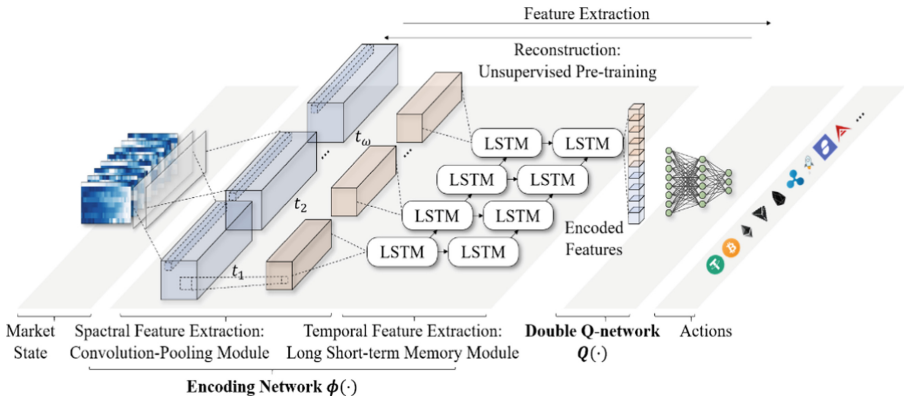 Feature Extraction
Reconstruction:
Unsupervised Pre-training
t_ω
...
t_2
...
t_1
LSTM
LSTM
LSTM
LSTM
LSTM
LSTM
LSTM
LSTM
Encoded
Features
...
Market
State
Spactral Feature Extraction:
Convolution-Pooling Module
Temporal Feature Extraction:
Long Short-term Memory Module
Double Q-network
Q(·)
Actions
Encoding Network ϕ(·)